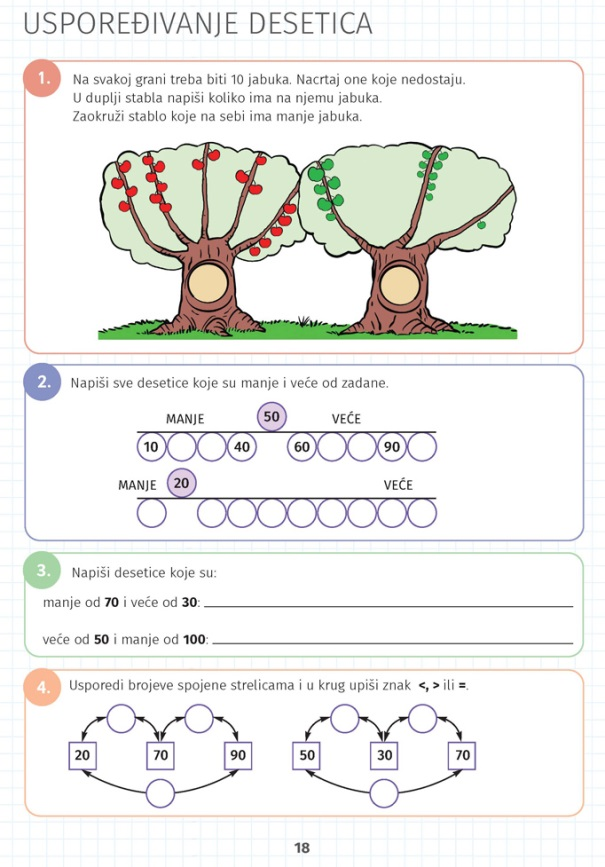 USPOREĐIVANJE DESETICA
1.
Na svakoj grani treba biti 10 jabuka. Nacrtaj one koje nedostaju.
U duplji stabla napiši koliko ima na njemu jabuka.
Zaokruži stablo koje na sebi ima manje jabuka.
2.
Napiši sve desetice koje su manje i veće od zadane.
MANJE 50 VEĆE
10 40 60 90
MANJE 20 VEĆE
3.
Napiši desetice koje su:
manje od 70 i veće od 30:
veće od 50 i manje od 100:
4.
Usporedi brojeve spojene strelicama i u krug upiši znak <, > ili =.
20 70 90 50 30 70
18